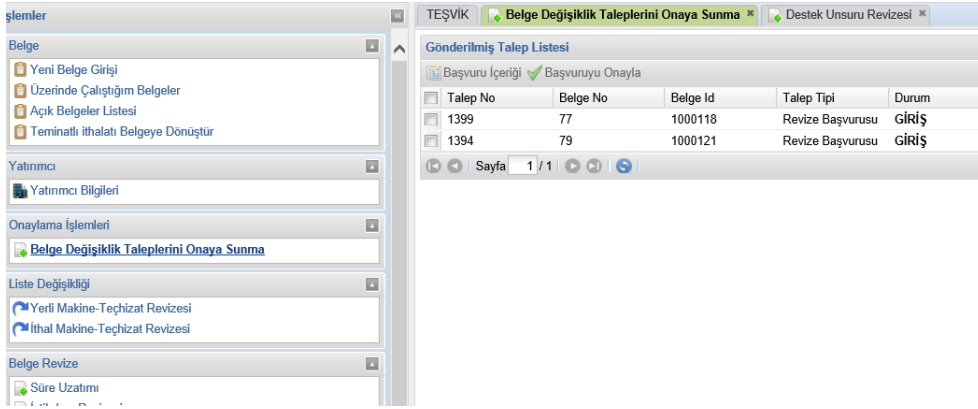 şlemler
Belge
Yeni Belge Girişi
Üzerinde Çalıştığım Belgeler
Açık Belgeler Listesi
Teminatlı ithalatı Belgeye Dönüştür
Yatırımcı
Yatırımcı Bilgileri
Onaylama İşlemleri
Belge Değişiklik Taleplerini Onaya Sunma
Liste Değişikliği
Yerli Makine-Teçhizat Revizesi
İthal Makine-Teçhizat Revizesi
Belge Revize
Süre Uzatımı
TEŞVİK Belge Değişiklik Taleplerini Onaya Sunma Destek Unsuru Revizesi
Gönderilmiş Talep Listesi
Başvuru İçeriği Başvuruyu Onayla
Talep No Belge No Belge Id Talep Tipi Durum
1399 77 1000118 Revize Başvurusu GİRİŞ
1394 79 1000121 Revize Başvurusu GİRİŞ
Sayfa 1 / 1